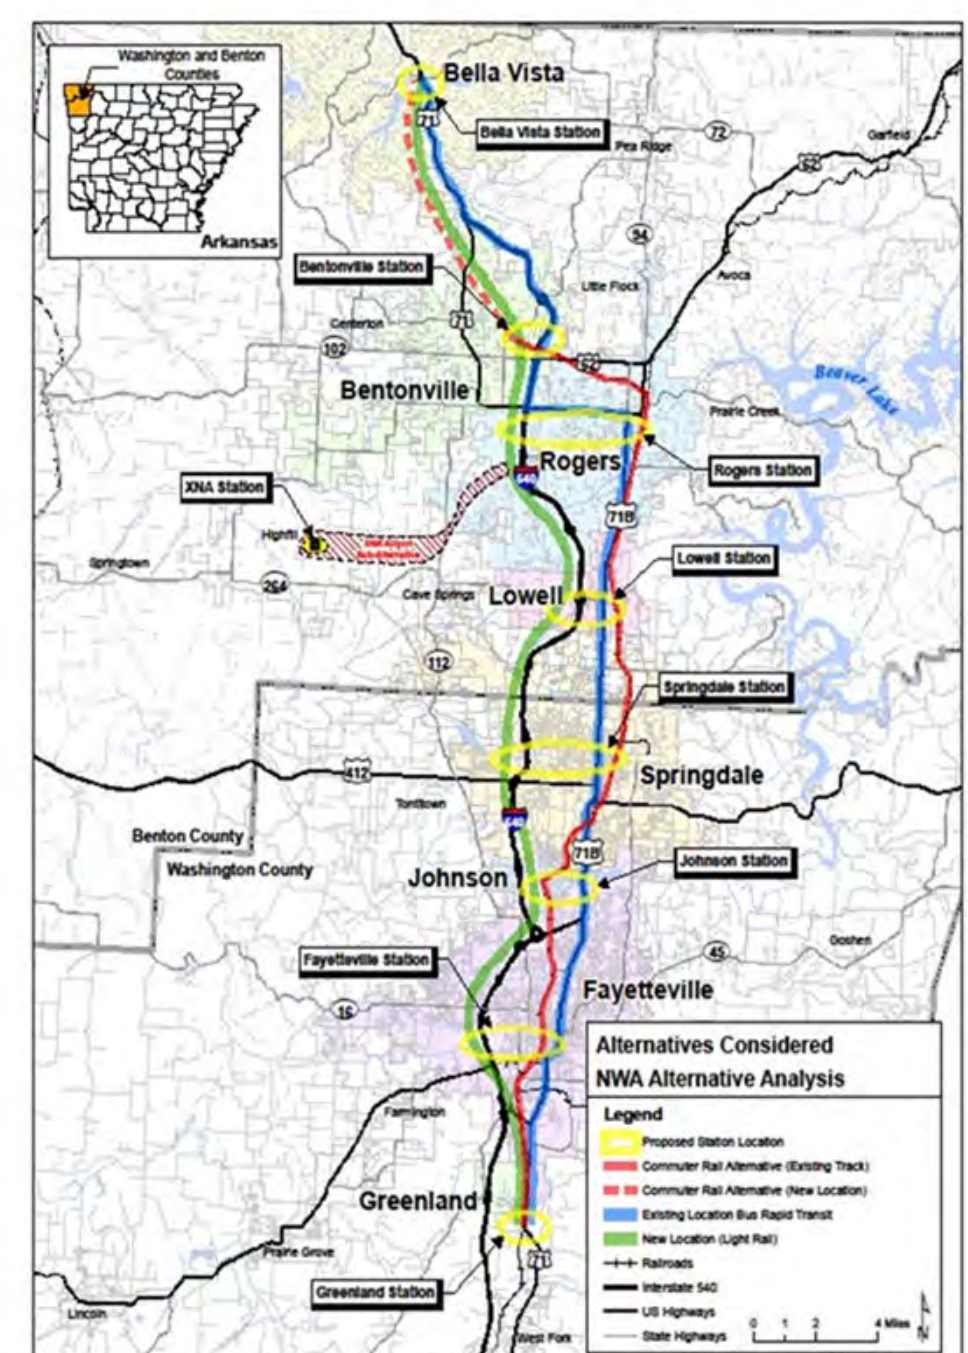 Washington and Benton
Counties
Arkansas
Bella Vista
71
Bella Vista Station
72
Pea Ridge
Garfield
62
94
Bentonville Station
Avoca
Little Flock
Centerton
71
102
62
Bentonville
Beaver Lake
Prairie Creek
Rogers
Rogers Station
540
XNA Station
71B
Highfill
Springtown
Lowell Station
264
Cave Springs
Lowell
112
Springdale Station
412
Springdale
Tontitown
540
Benton County
Washington County
71B
Johnson Station
Johnson
Goshen
45
Fayetteville Station
Fayetteville
16
Farmington
Greenland
Prairie Grove
71
Greenland Station
Lincoln
West Fork
Alternatives Considered
NWA Alternative Analysis
Legend
Proposed Station Location
Commuter Rail Alternative (Existing Track)
Commuter Rail Alternative (New Location)
Existing Location Bus Rapid Transit
New Location (Light Rail)
Railroads
Interstate 540
US Highways
State Highways
0 1 2 4 Miles
N